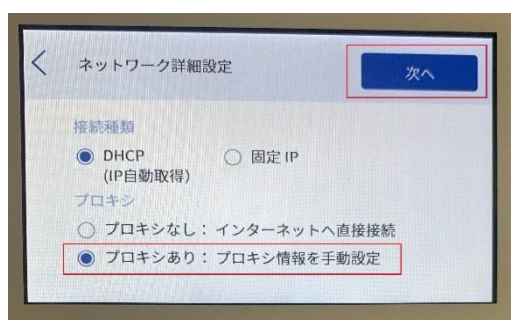 ネットワーク詳細設定
次へ
接続種類
DHCP
(IP自動取得)
固定 IP
プロキシ
プロキシなし： インターネットへ直接接続
プロキシあり： プロキシ情報を手動設定